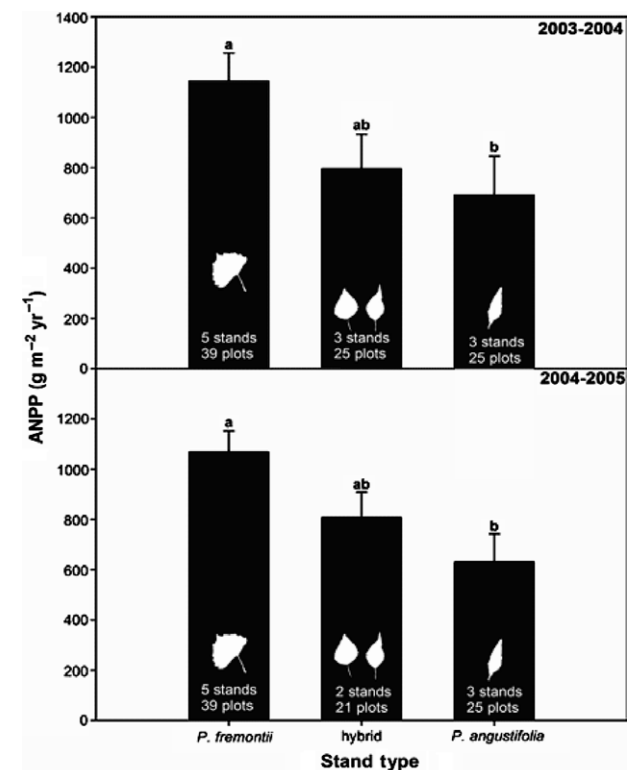 1400
2003-2004
a
1200
1000
ab
b
800
600
400
200
5 stands
39 plots
3 stands
25 plots
3 stands
25 plots
0
2004-2005
ANPP (g m⁻² yr⁻¹)
1200
a
1000
ab
800
b
600
400
200
5 stands
39 plots
2 stands
21 plots
3 stands
25 plots
0
P. fremontii
hybrid
P. angustifolia
Stand type